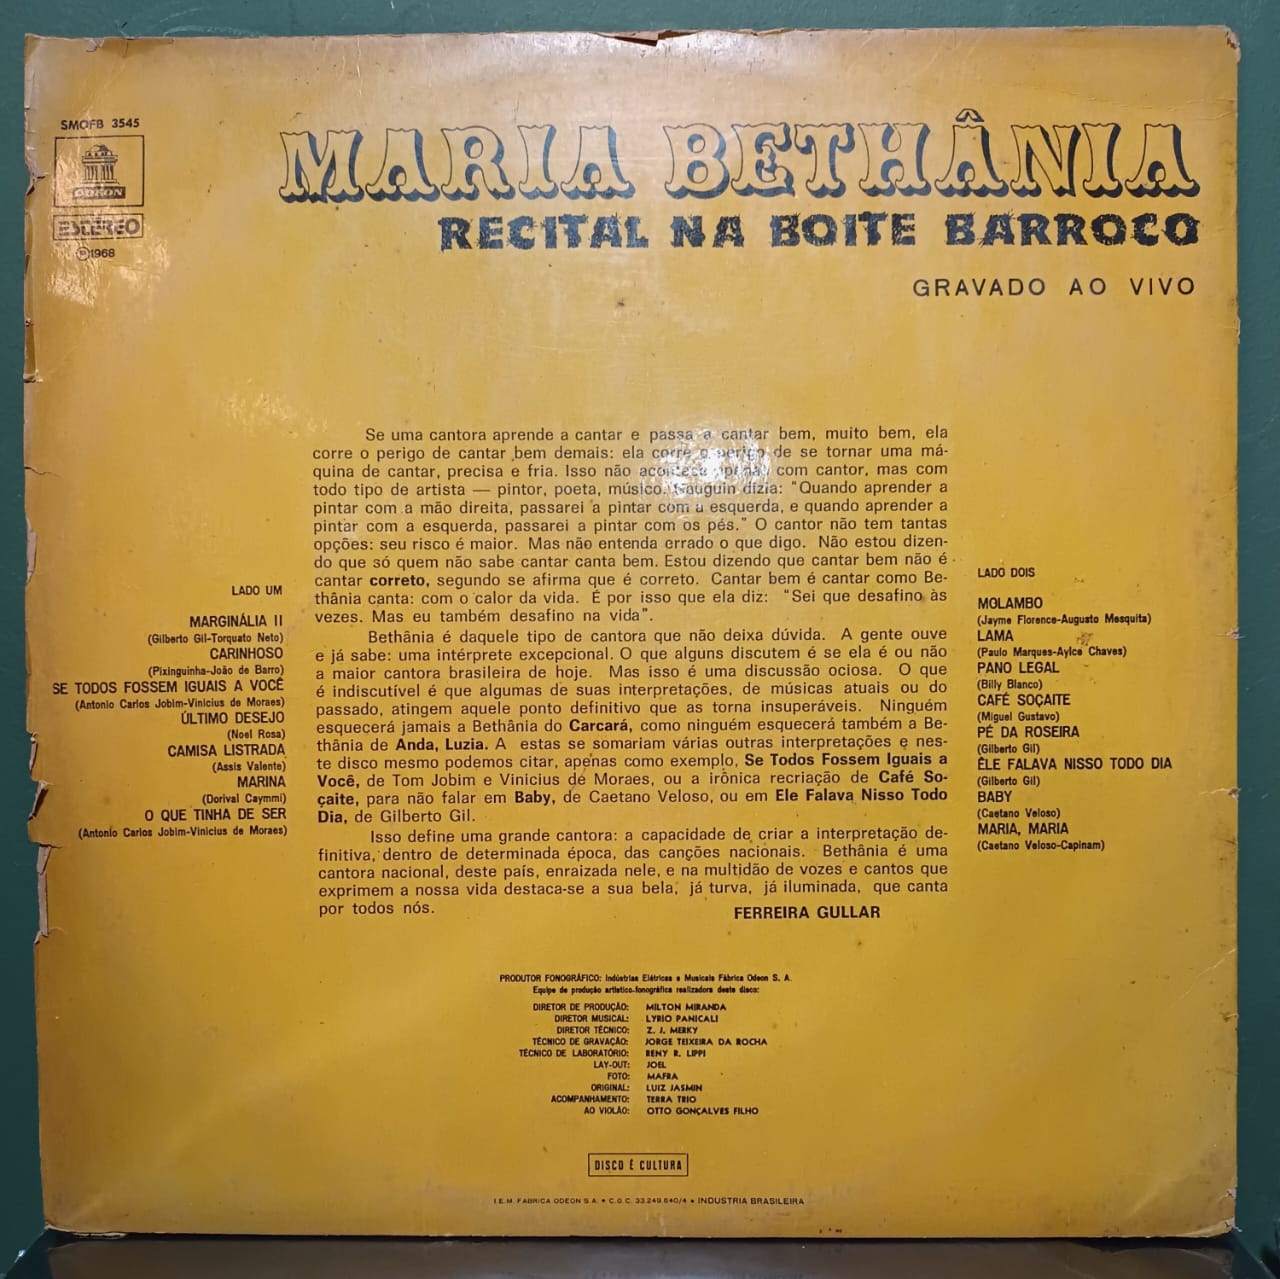 SMOFB 3545
ODEON
ESTÉREO
℗1968
MARIA BETHÂNIA
RECITAL NA BOITE BARROCO
GRAVADO AO VIVO
Se uma cantora aprende a cantar e passa a cantar bem, muito bem, ela
corre o perigo de cantar bem demais: ela corre o perigo de se tornar uma má-
quina de cantar, precisa e fria. Isso não acontece apenas com cantor, mas com
todo tipo de artista — pintor, poeta, músico. Gauguin dizia: "Quando aprender a
pintar com a mão direita, passarei a pintar com a esquerda, e quando aprender a
pintar com a esquerda, passarei a pintar com os pés." O cantor não tem tantas
opções: seu risco é maior. Mas não entenda errado o que digo. Não estou dizen-
do que só quem não sabe cantar canta bem. Estou dizendo que cantar bem não é
cantar correto, segundo se afirma que é correto. Cantar bem é cantar como Be-
thânia canta: com o calor da vida. É por isso que ela diz: "Sei que desafino às
vezes. Mas eu também desafino na vida".
Bethânia é daquele tipo de cantora que não deixa dúvida. A gente ouve
e já sabe: uma intérprete excepcional. O que alguns discutem é se ela é ou não
a maior cantora brasileira de hoje. Mas isso é uma discussão ociosa. O que
é indiscutível é que algumas de suas interpretações, de músicas atuais ou do
passado, atingem aquele ponto definitivo que as torna insuperáveis. Ninguém
esquecerá jamais a Bethânia do Carcará, como ninguém esquecerá também a Be-
thânia de Anda, Luzia. A estas se somariam várias outras interpretações e nes-
te disco mesmo podemos citar, apenas como exemplo, Se Todos Fossem Iguais a
Você, de Tom Jobim e Vinicius de Moraes, ou a irônica recriação de Café So-
çaite, para não falar em Baby, de Caetano Veloso, ou em Ele Falava Nisso Todo
Dia, de Gilberto Gil.
Isso define uma grande cantora: a capacidade de criar a interpretação de-
finitiva, dentro de determinada época, das canções nacionais. Bethânia é uma
cantora nacional, deste país, enraizada nele, e na multidão de vozes e cantos que
exprimem a nossa vida destaca-se a sua bela, já turva, já iluminada, que canta
por todos nós.
FERREIRA GULLAR
LADO UM
MARGINÁLIA II
(Gilberto Gil-Torquato Neto)
CARINHOSO
(Pixinguinha-João de Barro)
SE TODOS FOSSEM IGUAIS A VOCÊ
(Antonio Carlos Jobim-Vinicius de Moraes)
ÚLTIMO DESEJO
(Noel Rosa)
CAMISA LISTRADA
(Assis Valente)
MARINA
(Dorival Caymmi)
O QUE TINHA DE SER
(Antonio Carlos Jobim-Vinicius de Moraes)
LADO DOIS
MOLAMBO
(Jayme Florence-Augusto Mesquita)
LAMA
(Paulo Marques-Aylce Chaves)
PANO LEGAL
(Billy Blanco)
CAFÉ SOÇAITE
(Miguel Gustavo)
PÉ DA ROSEIRA
(Gilberto Gil)
ÊLE FALAVA NISSO TODO DIA
(Gilberto Gil)
BABY
(Caetano Veloso)
MARIA, MARIA
(Caetano Veloso-Capinam)
PRODUTOR FONOGRÁFICO: Indústrias Elétricas e Musicais Fábrica Odeon S. A.
Equipe de produção artístico-fonográfica realizadora deste disco:
DIRETOR DE PRODUÇÃO: MILTON MIRANDA
DIRETOR MUSICAL: LYRIO PANICALI
DIRETOR TÉCNICO: Z. J. MERKY
TÉCNICO DE GRAVAÇÃO: JORGE TEIXEIRA DA ROCHA
TÉCNICO DE LABORATÓRIO: RENY R. LIPPI
LAY-OUT: JOEL
FOTO: MAFRA
ORIGINAL: LUIZ JASMIN
ACOMPANHAMENTO: TERRA TRIO
AO VIOLÃO: OTTO GONÇALVES FILHO
DISCO É CULTURA
I.E.M. FABRICA ODEON S.A. • C.G.C. 33.249.640/4 • INDUSTRIA BRASILEIRA